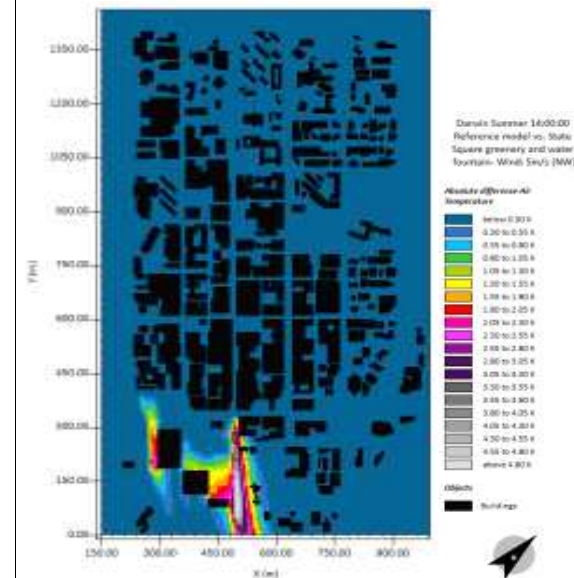 Darwin Summer 14:00:00
Reference model vs. State
Square greenery and water
fountain- Wind: 5m/s (NW)
Absolute difference Air
Temperature
below 0.30 K
0.30 to 0.55 K
0.55 to 0.80 K
0.80 to 1.05 K
1.05 to 1.30 K
1.30 to 1.55 K
1.55 to 1.80 K
1.80 to 2.05 K
2.05 to 2.30 K
2.30 to 2.55 K
2.55 to 2.80 K
2.80 to 3.05 K
3.05 to 3.30 K
3.30 to 3.55 K
3.55 to 3.80 K
3.80 to 4.05 K
4.05 to 4.30 K
4.30 to 4.55 K
4.55 to 4.80 K
above 4.80 K
Objects
Buildings
1350.00
1200.00
1050.00
900.00
750.00
600.00
450.00
300.00
150.00
0.00
Y (m)
150.00 300.00 450.00 600.00 750.00 900.00
X (m)